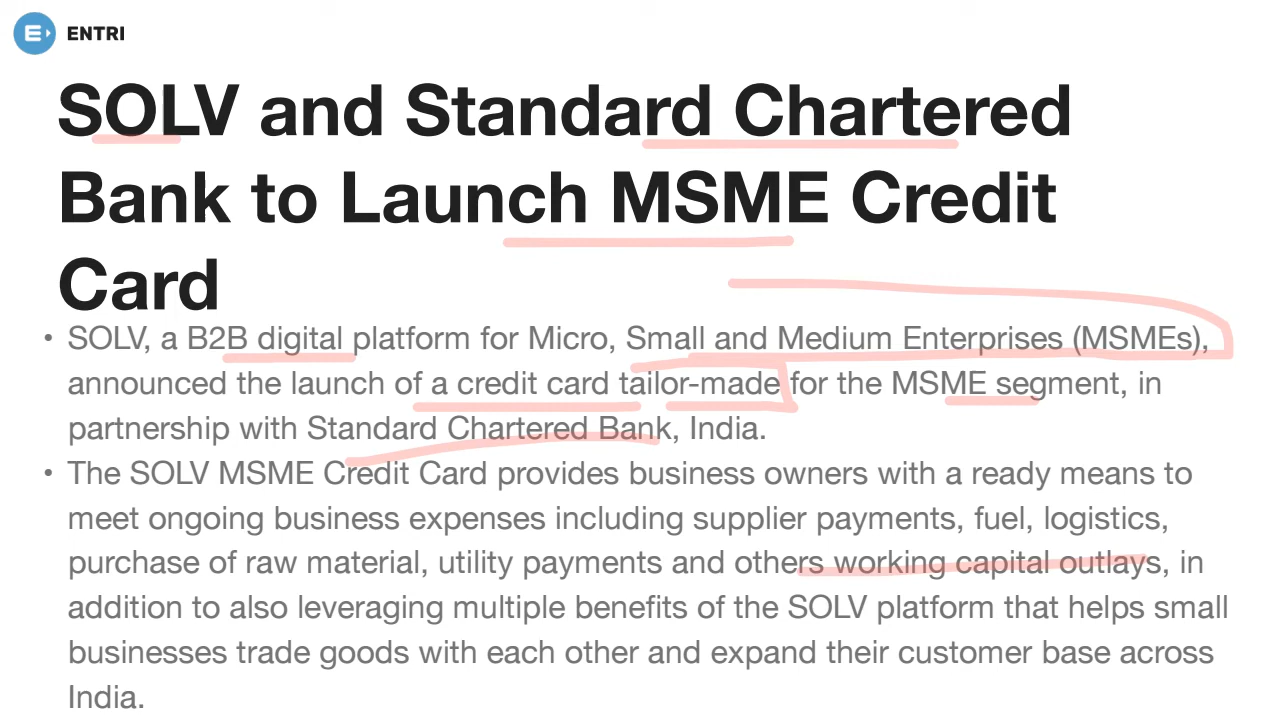 ENTRI
SOLV and Standard Chartered
Bank to Launch MSME Credit
Card
• SOLV, a B2B digital platform for Micro, Small and Medium Enterprises (MSMEs),
announced the launch of a credit card tailor-made for the MSME segment, in
partnership with Standard Chartered Bank, India.
• The SOLV MSME Credit Card provides business owners with a ready means to
meet ongoing business expenses including supplier payments, fuel, logistics,
purchase of raw material, utility payments and others working capital outlays, in
addition to also leveraging multiple benefits of the SOLV platform that helps small
businesses trade goods with each other and expand their customer base across
India.